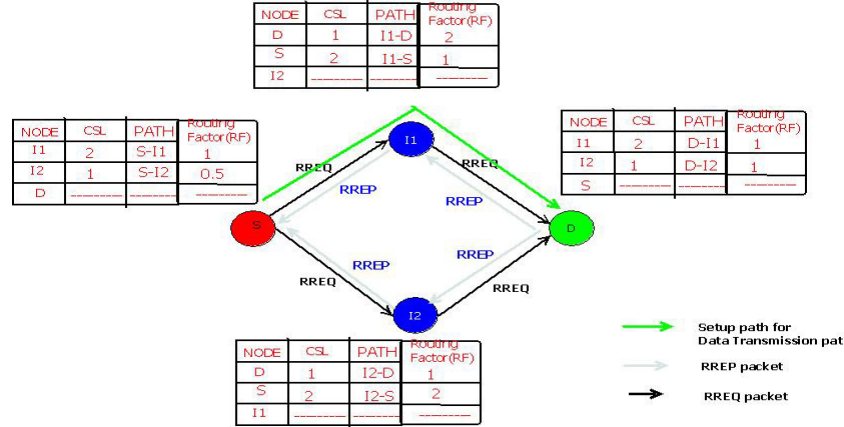 NODE CSL PATH Routing Factor(RF)
D 1 I1-D 2
S 2 I1-S 1
I2 -------- -------- --------
NODE CSL PATH Routing Factor(RF)
I1 2 S-I1 1
I2 1 S-I2 0.5
D -------- -------- --------
NODE CSL PATH Routing Factor(RF)
I1 2 D-I1 1
I2 1 D-I2 1
S -------- -------- --------
I1
RREQ
RREQ
RREP
RREP
S
D
RREP
RREP
RREQ
RREQ
I2
NODE CSL PATH Routing Factor(RF)
D 1 I2-D 1
S 2 I2-S 2
I1 -------- -------- --------
Setup path for
Data Transmission pat
RREP packet
RREQ packet